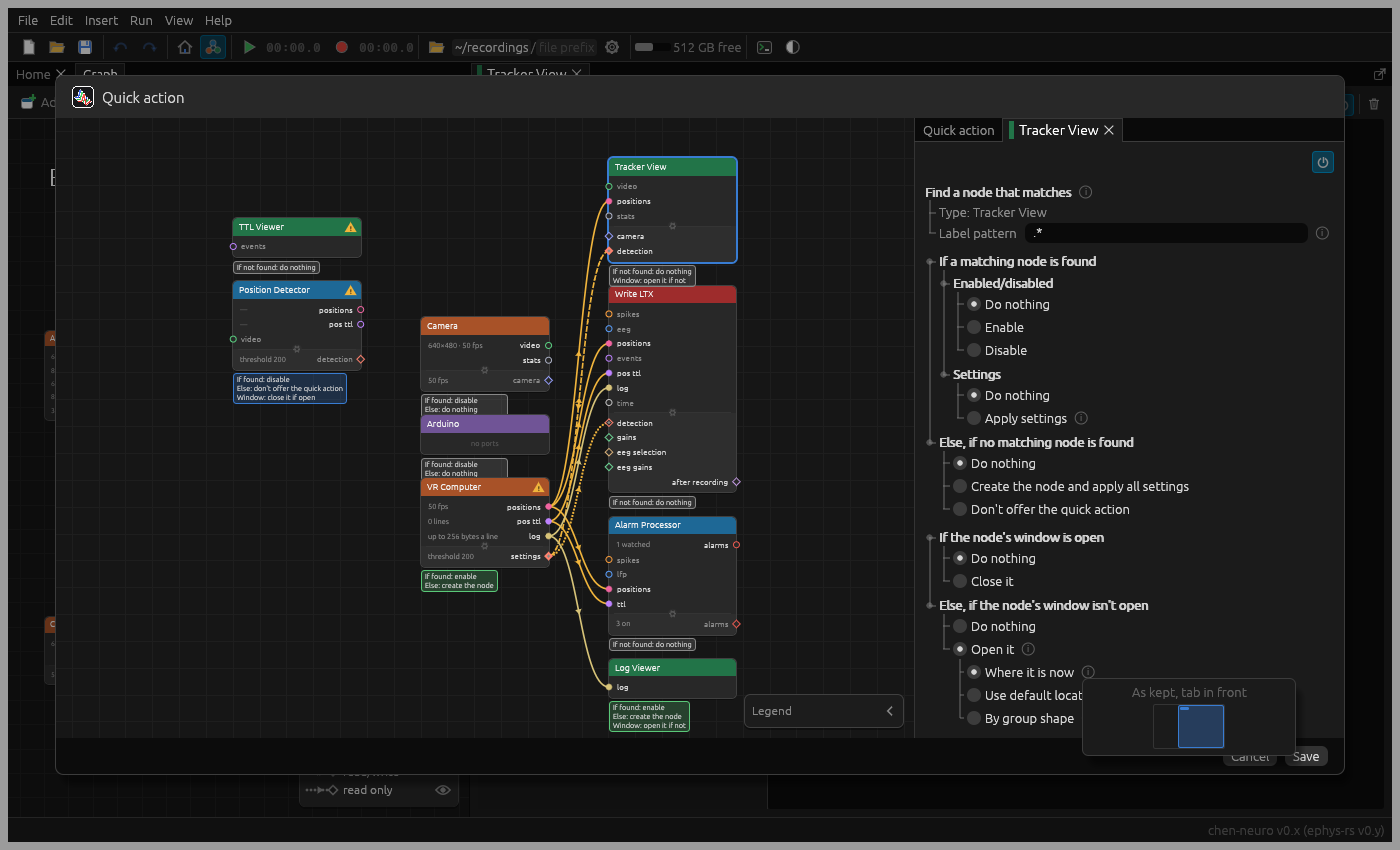 File Edit Insert Run View Help
00:00.0 00:00.0 ~/recordings/file prefix 512 GB free
Home Graph Tracker View
Quick action
Quick action Tracker View
Find a node that matches
Type: Tracker View
Label pattern .*
If a matching node is found
Enabled/disabled
Do nothing
Enable
Disable
Settings
Do nothing
Apply settings
Else, if no matching node is found
Do nothing
Create the node and apply all settings
Don't offer the quick action
If the node's window is open
Do nothing
Close it
Else, if the node's window isn't open
Do nothing
Open it
Where it is now
Use default locat
By group shape
As kept, tab in front
Cancel Save
TTL Viewer
events
If not found: do nothing
Position Detector
positions
pos ttl
video
threshold 200 detection
If found: disable
Else: don't offer the quick action
Window: close it if open
Camera
640×480 · 50 fps video
stats
50 fps camera
If found: disable
Else: do nothing
Arduino
no ports
If found: disable
Else: do nothing
VR Computer
50 fps positions
0 lines pos ttl
up to 256 bytes a line log
threshold 200 settings
If found: enable
Else: create the node
Tracker View
video
positions
stats
camera
detection
If not found: do nothing
Window: open it if not
Write LTX
spikes
eeg
positions
events
pos ttl
log
time
detection
gains
eeg selection
eeg gains
after recording
If not found: do nothing
Alarm Processor
1 watched alarms
spikes
lfp
positions
ttl
3 on alarms
If not found: do nothing
Log Viewer
log
If found: enable
Else: create the node
Window: open it if not
Legend
read only
chen-neuro v0.x (ephys-rs v0.y)